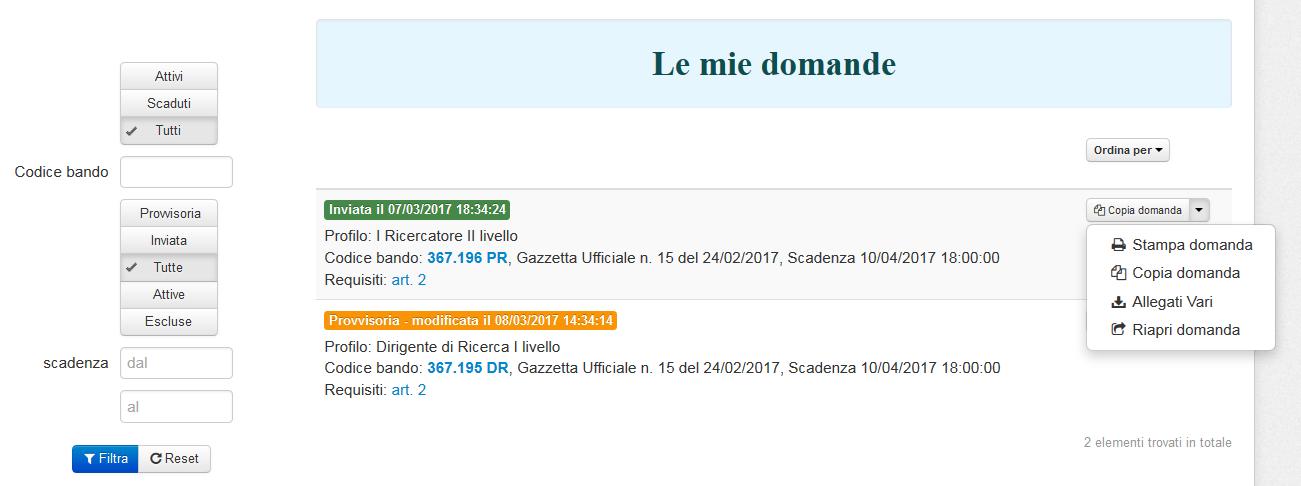 Le mie domande
Attivi
Scaduti
Tutti
Codice bando
Provvisoria
Inviata
Tutte
Attive
Escluse
scadenza
dal
al
Filtra
Reset
Ordina per
Inviata il 07/03/2017 18:34:24
Profilo: I Ricercatore II livello
Codice bando: 367.196 PR, Gazzetta Ufficiale n. 15 del 24/02/2017, Scadenza 10/04/2017 18:00:00
Requisiti: art. 2
Copia domanda
Stampa domanda
Copia domanda
Allegati Vari
Riapri domanda
Provvisoria - modificata il 08/03/2017 14:34:14
Profilo: Dirigente di Ricerca I livello
Codice bando: 367.195 DR, Gazzetta Ufficiale n. 15 del 24/02/2017, Scadenza 10/04/2017 18:00:00
Requisiti: art. 2
2 elementi trovati in totale